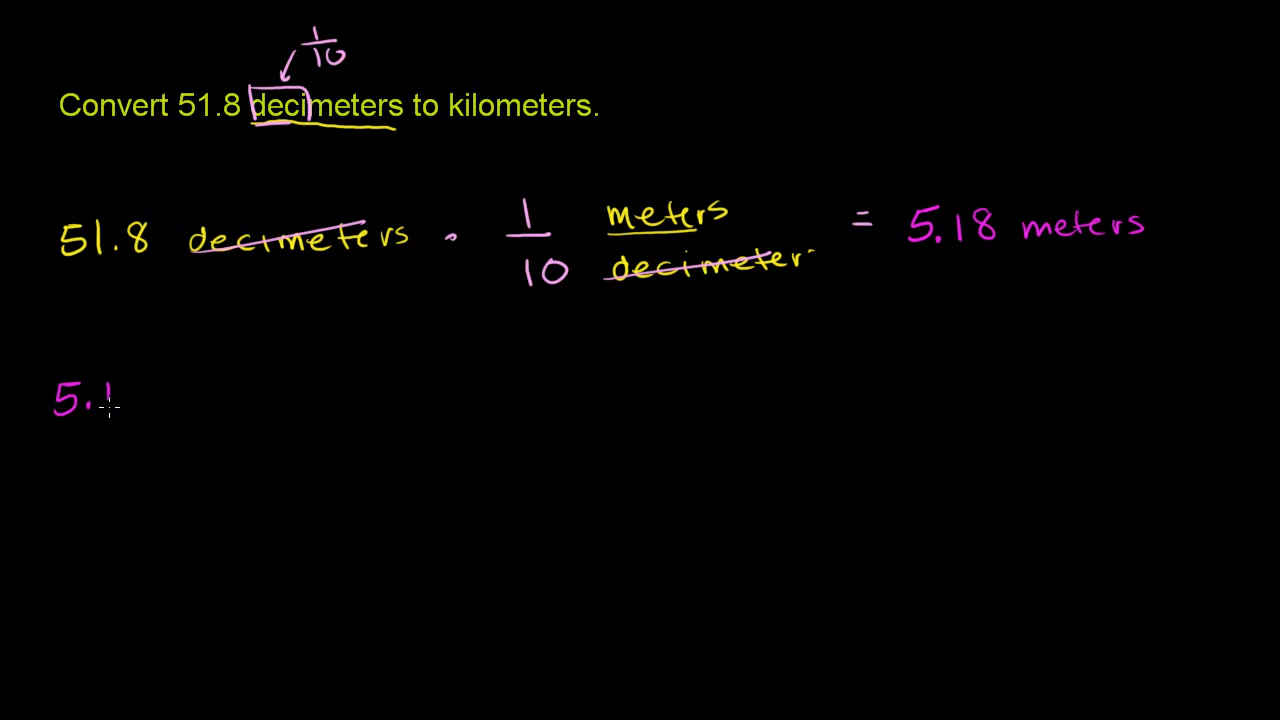 1/10
Convert 51.8 decimeters to kilometers.
51.8 decimeters · 1/10 meters/decimeter = 5.18 meters
5.1